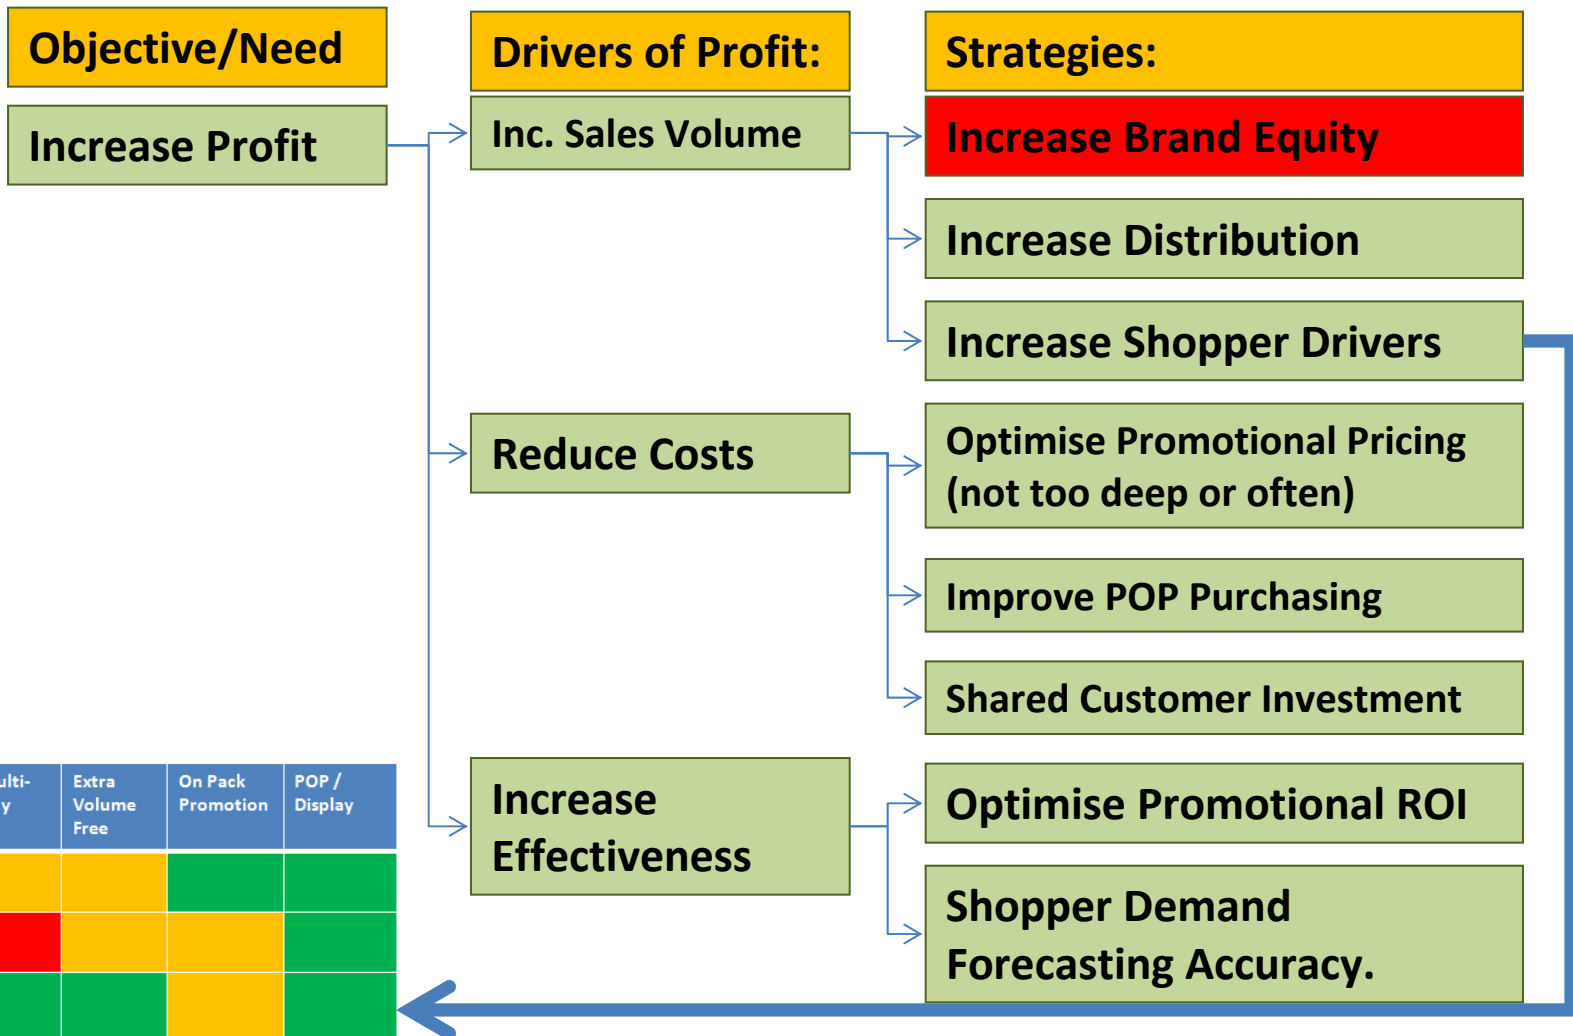 Objective/Need
Increase Profit
Drivers of Profit:
Inc. Sales Volume
Reduce Costs
Increase
Effectiveness
Strategies:
Increase Brand Equity
Increase Distribution
Increase Shopper Drivers
Optimise Promotional Pricing
(not too deep or often)
Improve POP Purchasing
Shared Customer Investment
Optimise Promotional ROI
Shopper Demand
Forecasting Accuracy.
Extra
Volume
Free
On Pack
Promotion
POP /
Display